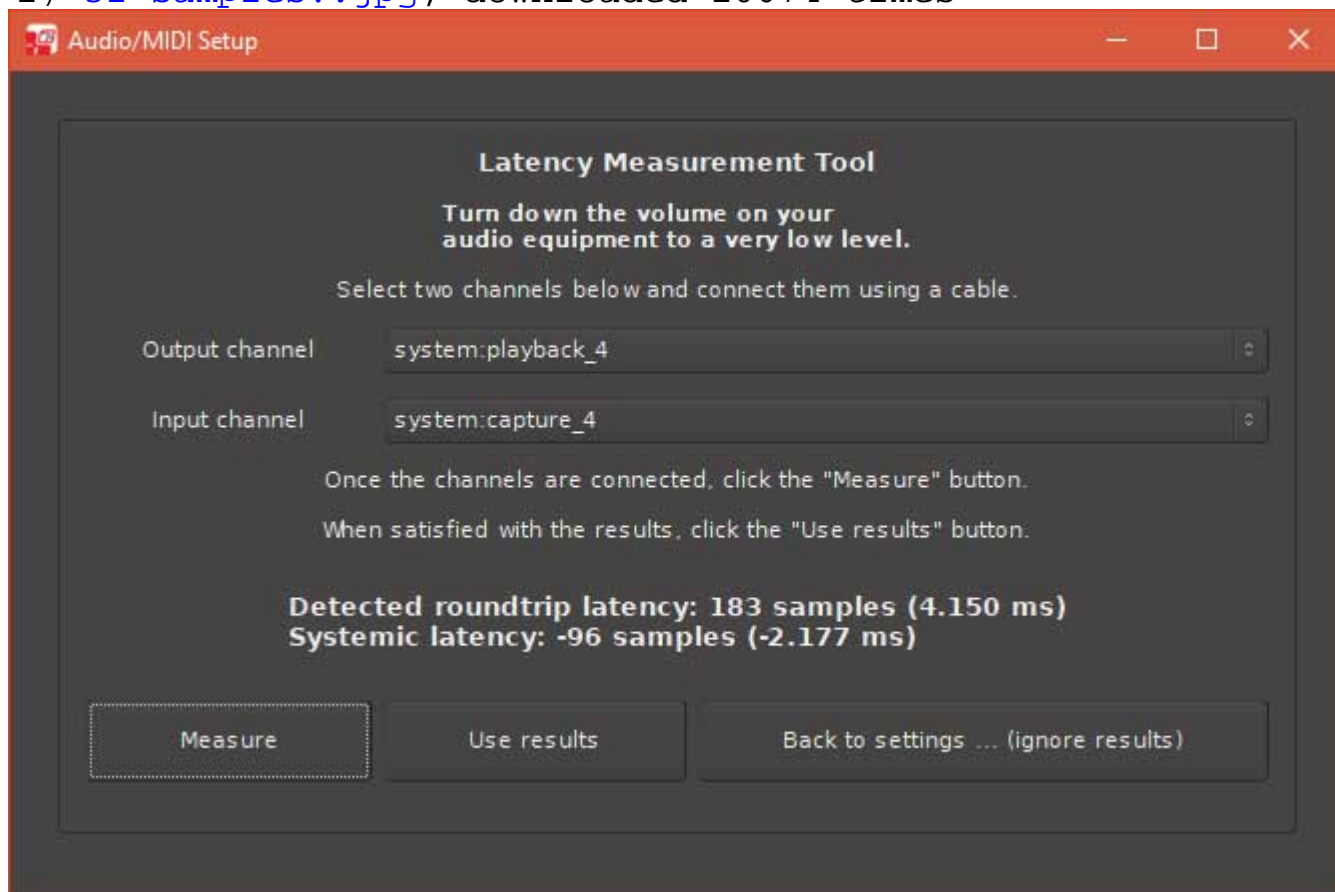 Audio/MIDI Setup
Latency Measurement Tool
Turn down the volume on your
audio equipment to a very low level.
Select two channels below and connect them using a cable.
Output channel system:playback_4
Input channel system:capture_4
Once the channels are connected, click the "Measure" button.
When satisfied with the results, click the "Use results" button.
Detected roundtrip latency: 183 samples (4.150 ms)
Systemic latency: -96 samples (-2.177 ms)
Measure Use results Back to settings ... (ignore results)